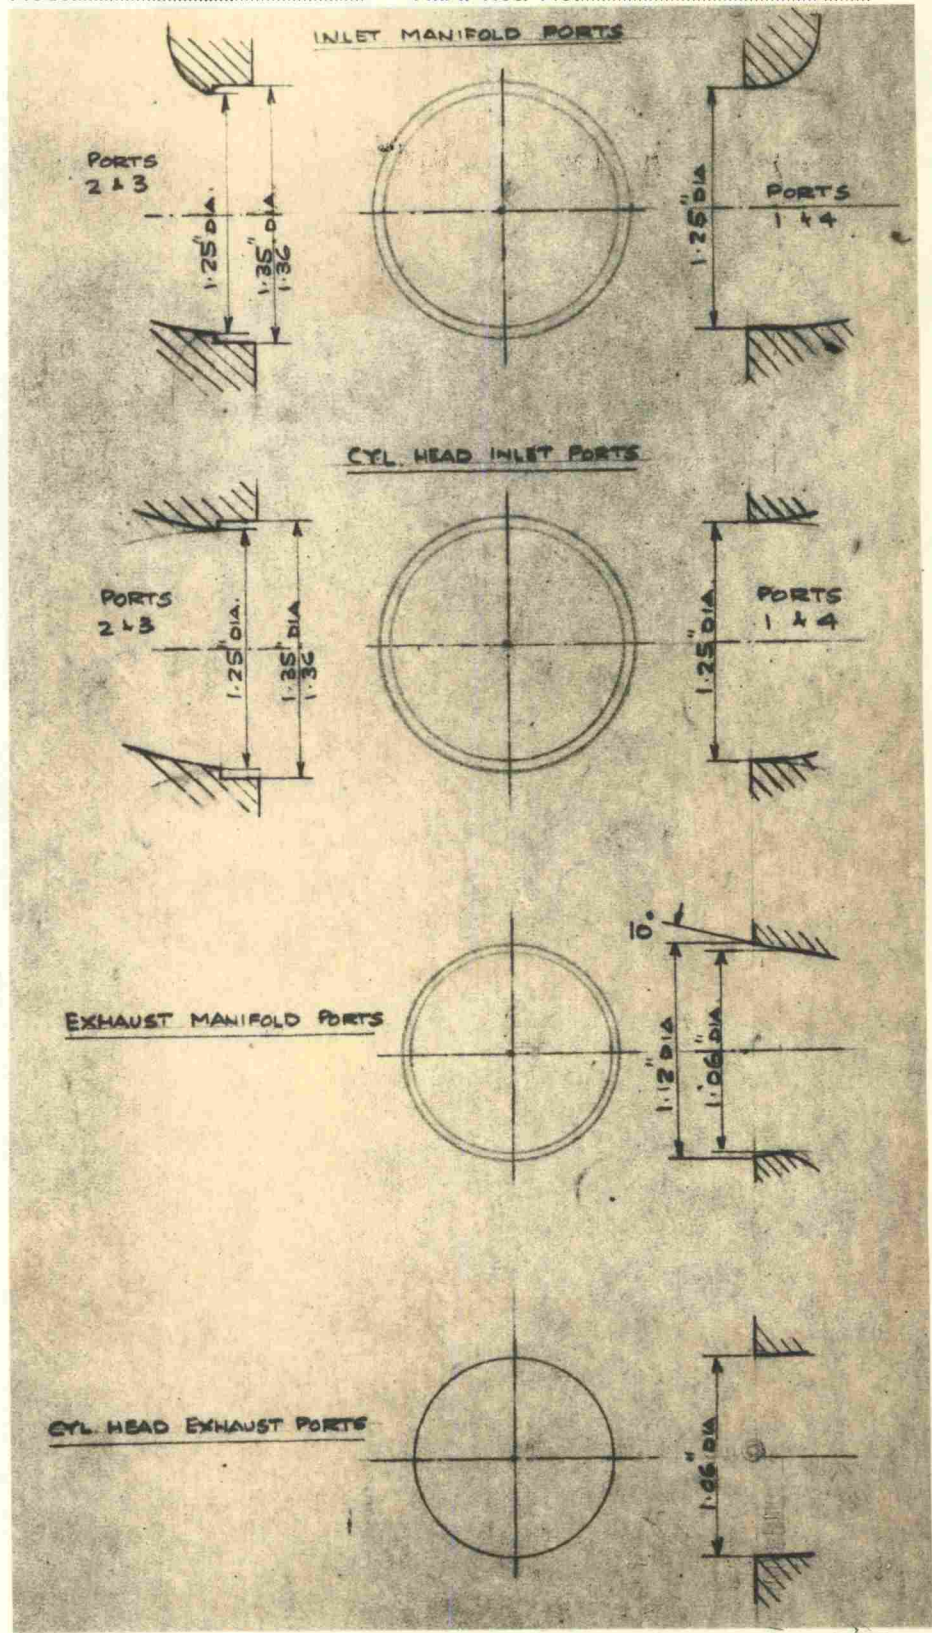 INLET MANIFOLD PORTS
PORTS
2 & 3
1.25" DIA.
1.35" DIA
1.36
1.25" DIA
PORTS
1 & 4
CYL. HEAD INLET PORTS
PORTS
2 & 3
1.25" DIA.
1.35" DIA
1.36
1.25" DIA.
PORTS
1 & 4
10°
EXHAUST MANIFOLD PORTS
1.12" DIA
1.06" DIA
CYL. HEAD EXHAUST PORTS
1.06" DIA